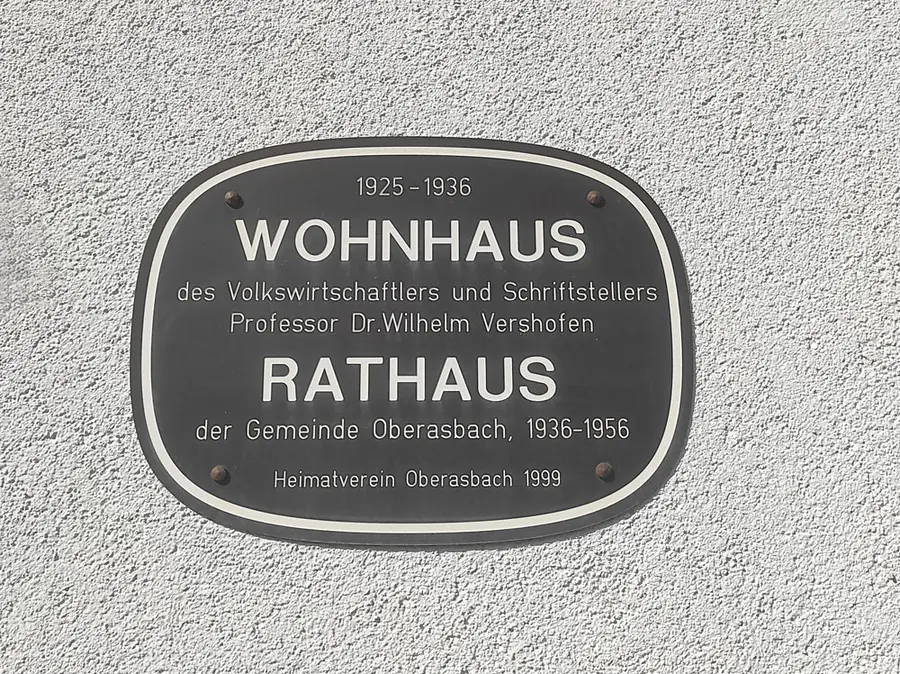 1925-1936
WOHNHAUS
des Volkswirtschaftlers und Schriftstellers
Professor Dr.Wilhelm Vershofen
RATHAUS
der Gemeinde Oberasbach, 1936-1956
Heimatverein Oberasbach 1999